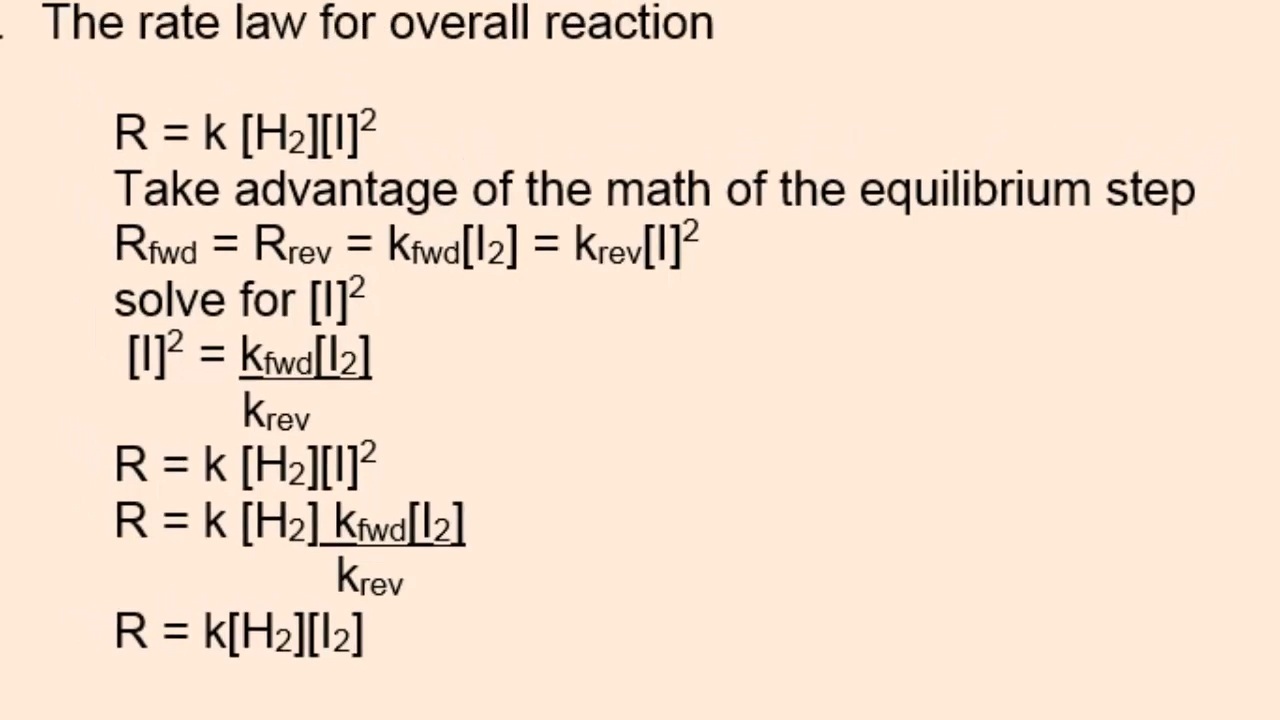 The rate law for overall reaction
R = k [H₂][I]²
Take advantage of the math of the equilibrium step
Rfwd = Rrev = kfwd[I₂] = krev[I]²
solve for [I]²
[I]² = kfwd[I₂]
krev
R = k [H₂][I]²
R = k [H₂] kfwd[I₂]
krev
R = k[H₂][I₂]